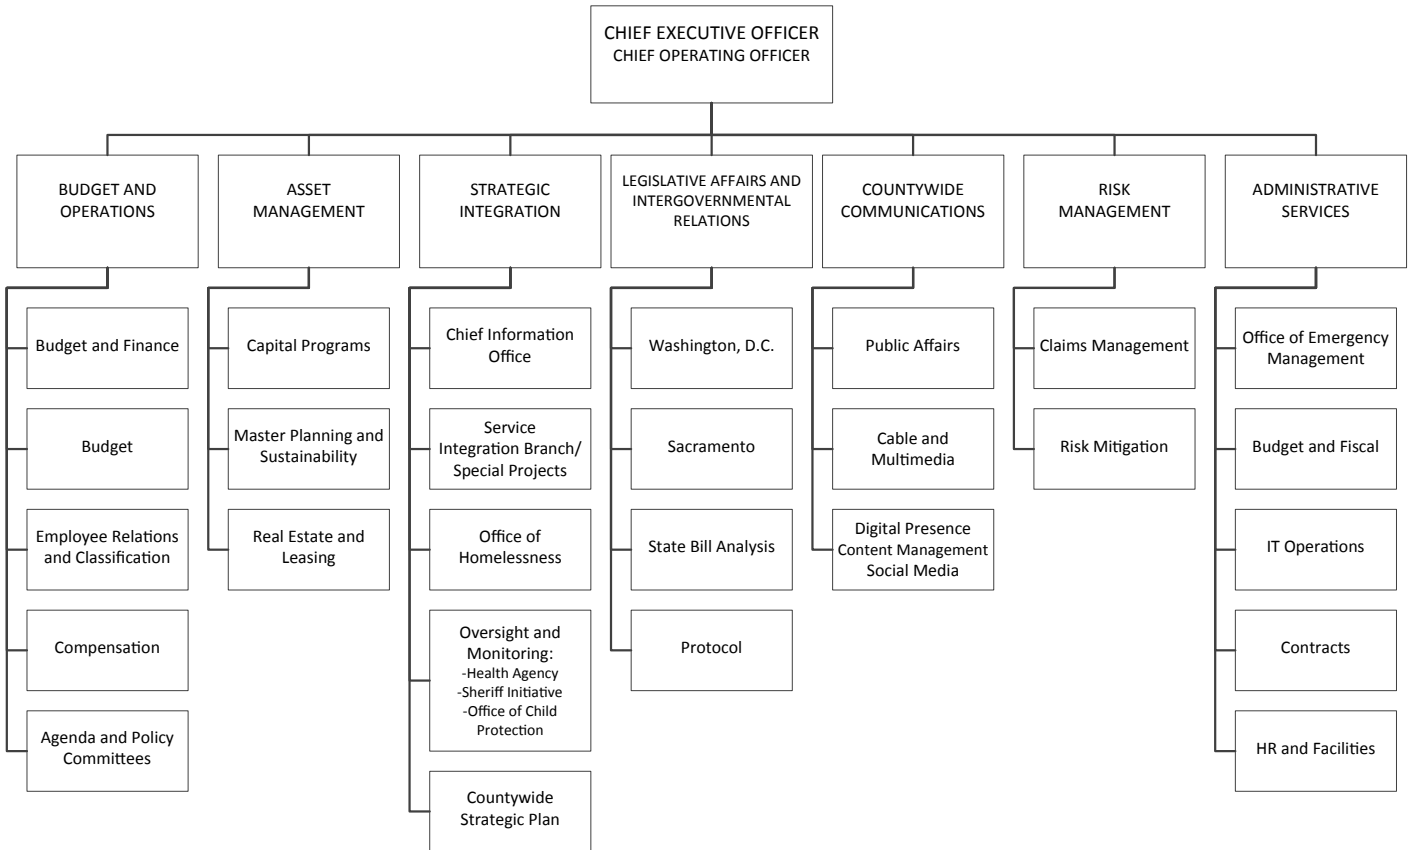 CHIEF EXECUTIVE OFFICER
CHIEF OPERATING OFFICER
BUDGET AND
OPERATIONS
ASSET
MANAGEMENT
STRATEGIC
INTEGRATION
LEGISLATIVE AFFAIRS AND
INTERGOVERNMENTAL
RELATIONS
COUNTYWIDE
COMMUNICATIONS
RISK
MANAGEMENT
ADMINISTRATIVE
SERVICES
Budget and Finance
Budget
Employee Relations
and Classification
Compensation
Agenda and Policy
Committees
Capital Programs
Master Planning and
Sustainability
Real Estate and
Leasing
Chief Information
Office
Service
Integration Branch/
Special Projects
Office of
Homelessness
Oversight and
Monitoring:
-Health Agency
-Sheriff Initiative
-Office of Child
Protection
Countywide
Strategic Plan
Washington, D.C.
Sacramento
State Bill Analysis
Protocol
Public Affairs
Cable and
Multimedia
Digital Presence
Content Management
Social Media
Claims Management
Risk Mitigation
Office of Emergency
Management
Budget and Fiscal
IT Operations
Contracts
HR and Facilities